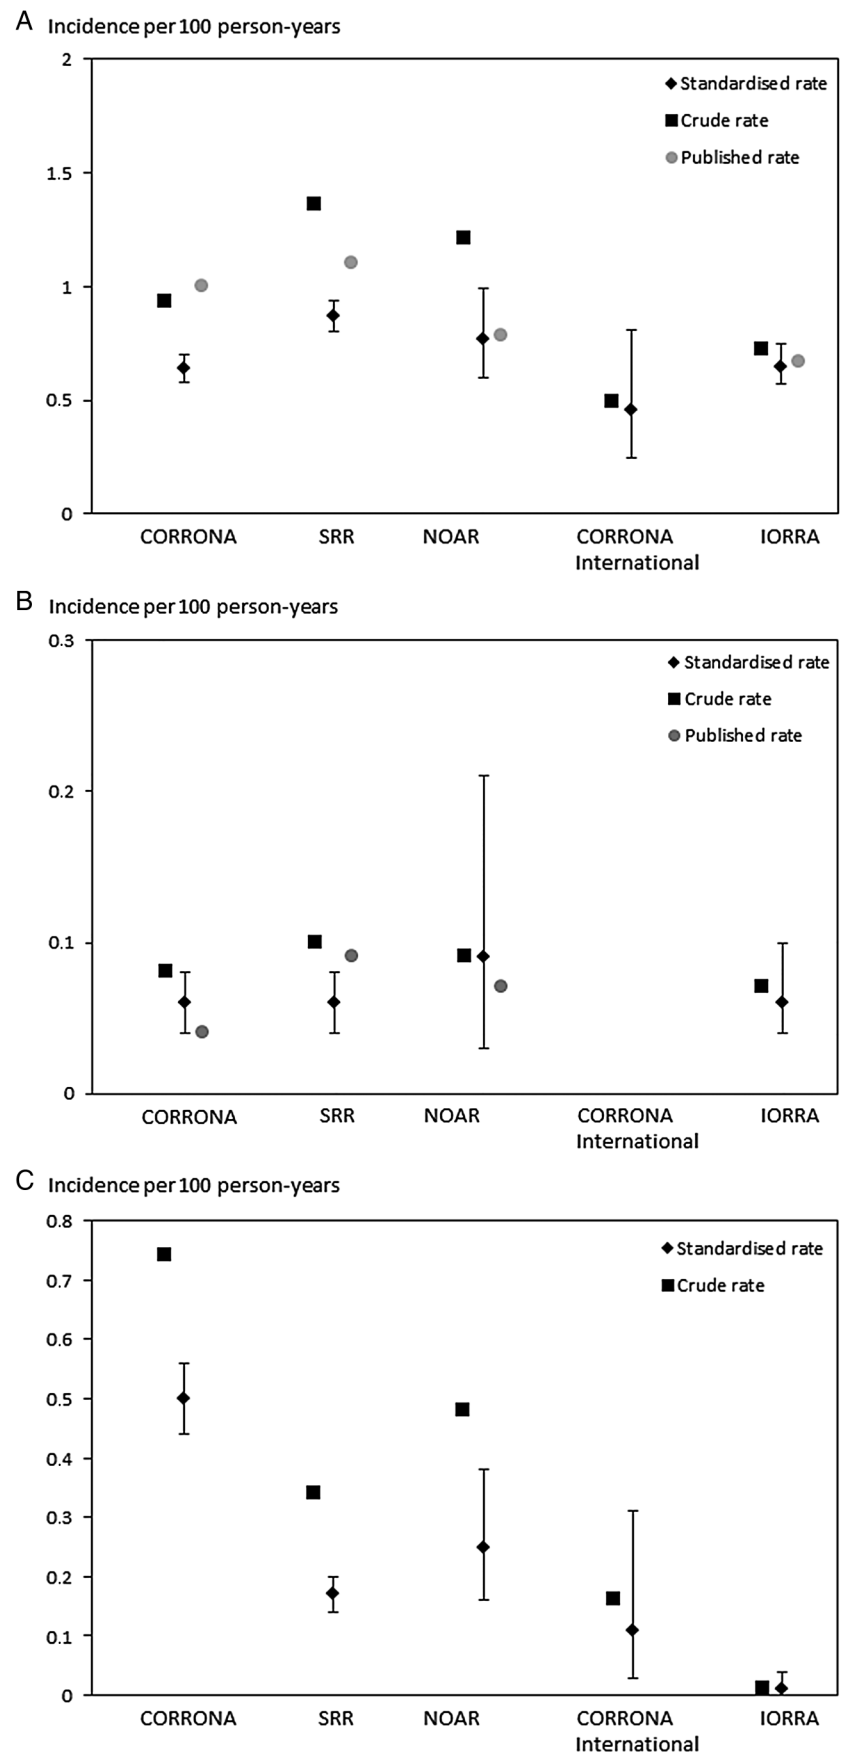 A Incidence per 100 person-years
2
Standardised rate
Crude rate
Published rate
1.5
1
0.5
0
CORRONA SRR NOAR CORRONA IORRA
International
B Incidence per 100 person-years
0.3
Standardised rate
Crude rate
Published rate
0.2
0.1
0
CORRONA SRR NOAR CORRONA IORRA
International
C Incidence per 100 person-years
0.8
Standardised rate
Crude rate
0.7
0.6
0.5
0.4
0.3
0.2
0.1
0
CORRONA SRR NOAR CORRONA IORRA
International